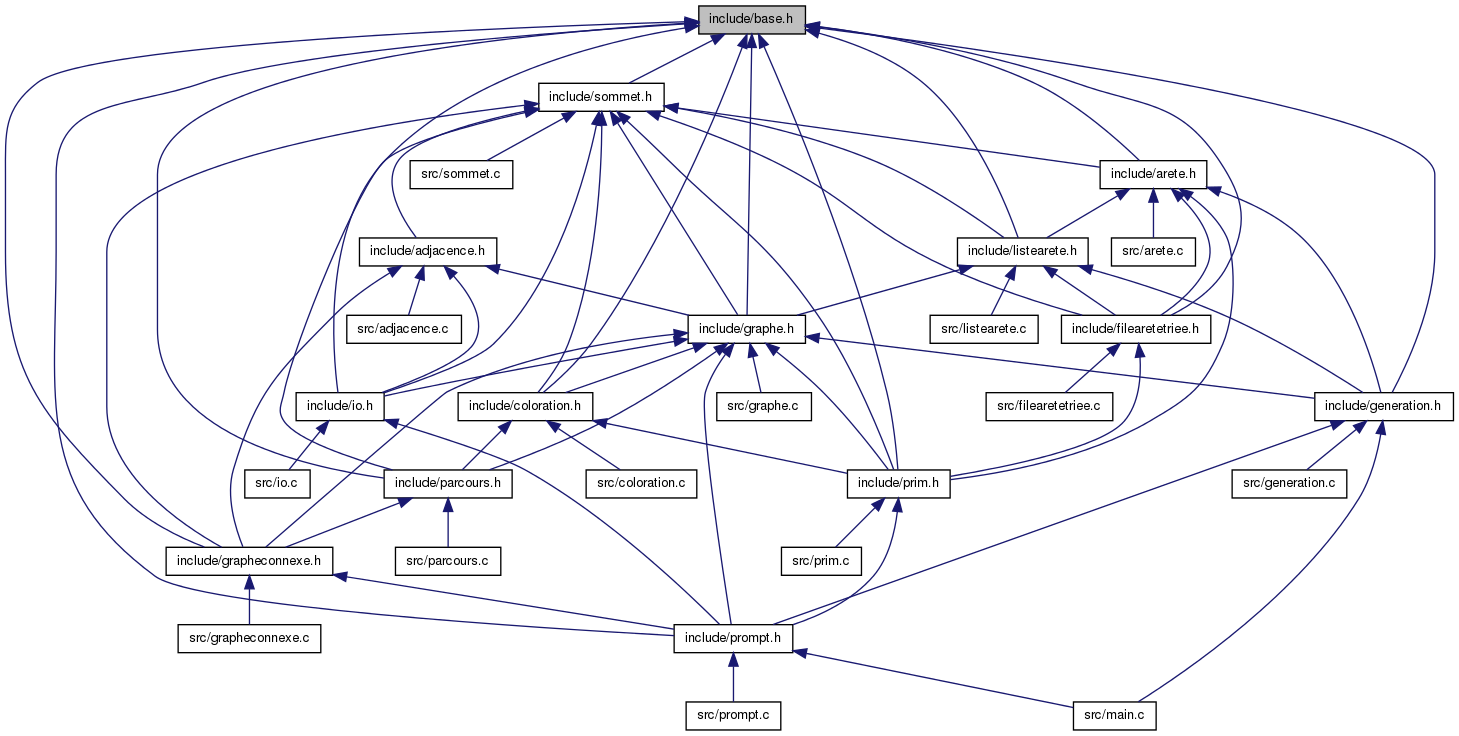 include/base.h
include/sommet.h
src/sommet.c
include/arete.h
include/adjacence.h
include/listearete.h
src/arete.c
src/adjacence.c
include/graphe.h
src/listearete.c
include/filearetetriee.h
include/io.h
include/coloration.h
src/graphe.c
src/filearetetriee.c
include/generation.h
src/io.c
include/parcours.h
src/coloration.c
include/prim.h
src/generation.c
include/grapheconnexe.h
src/parcours.c
src/prim.c
src/grapheconnexe.c
include/prompt.h
src/prompt.c
src/main.c